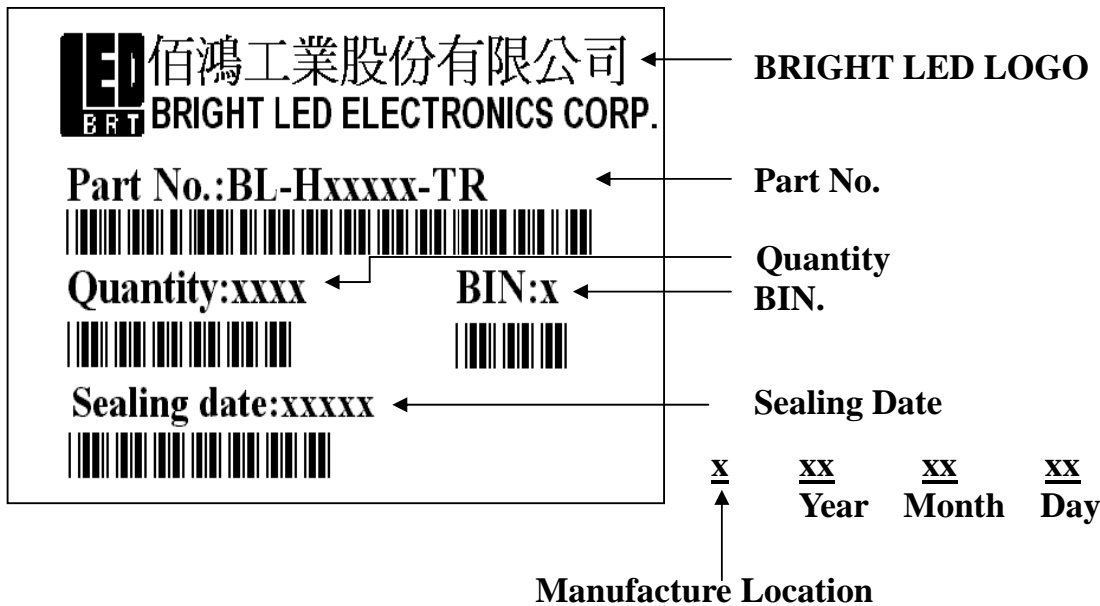 LED
BRT
佰鴻工業股份有限公司
BRIGHT LED ELECTRONICS CORP.
BRIGHT LED LOGO
Part No.:BL-Hxxxxx-TR
Part No.
Quantity:xxxx
BIN:x
Quantity
BIN.
Sealing date:xxxxx
Sealing Date
x xx xx xx
Year Month Day
Manufacture Location